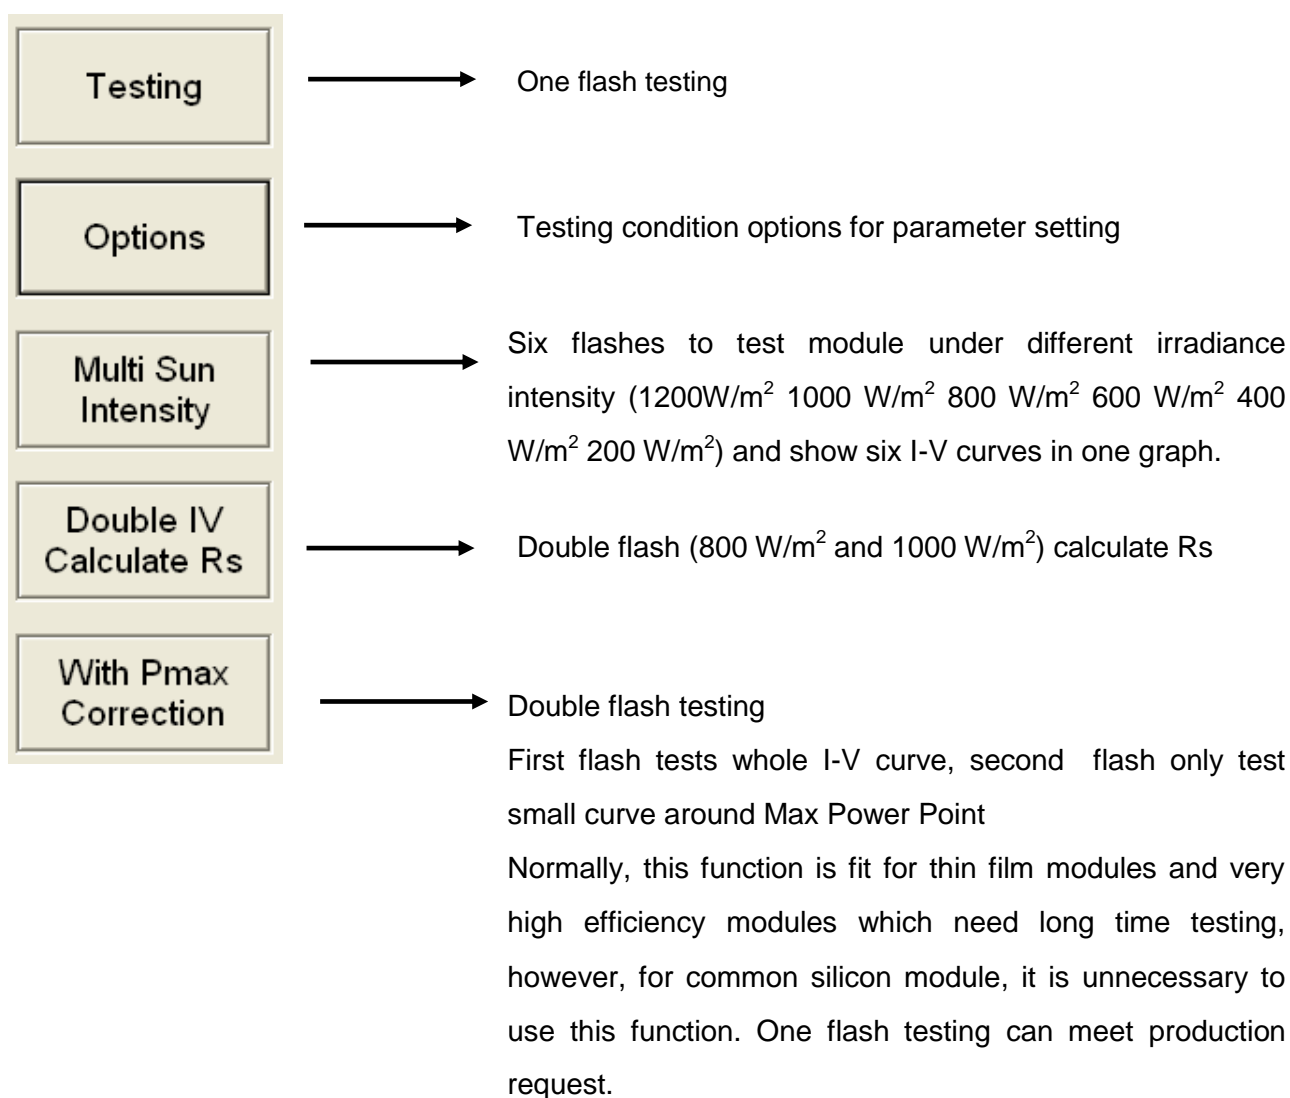 Testing
One flash testing
Options
Testing condition options for parameter setting
Multi Sun
Intensity
Six flashes to test module under different irradiance
intensity (1200W/m² 1000 W/m² 800 W/m² 600 W/m² 400
W/m² 200 W/m²) and show six I-V curves in one graph.
Double IV
Calculate Rs
Double flash (800 W/m² and 1000 W/m²) calculate Rs
With Pmax
Correction
Double flash testing
First flash tests whole I-V curve, second flash only test
small curve around Max Power Point
Normally, this function is fit for thin film modules and very
high efficiency modules which need long time testing,
however, for common silicon module, it is unnecessary to
use this function. One flash testing can meet production
request.